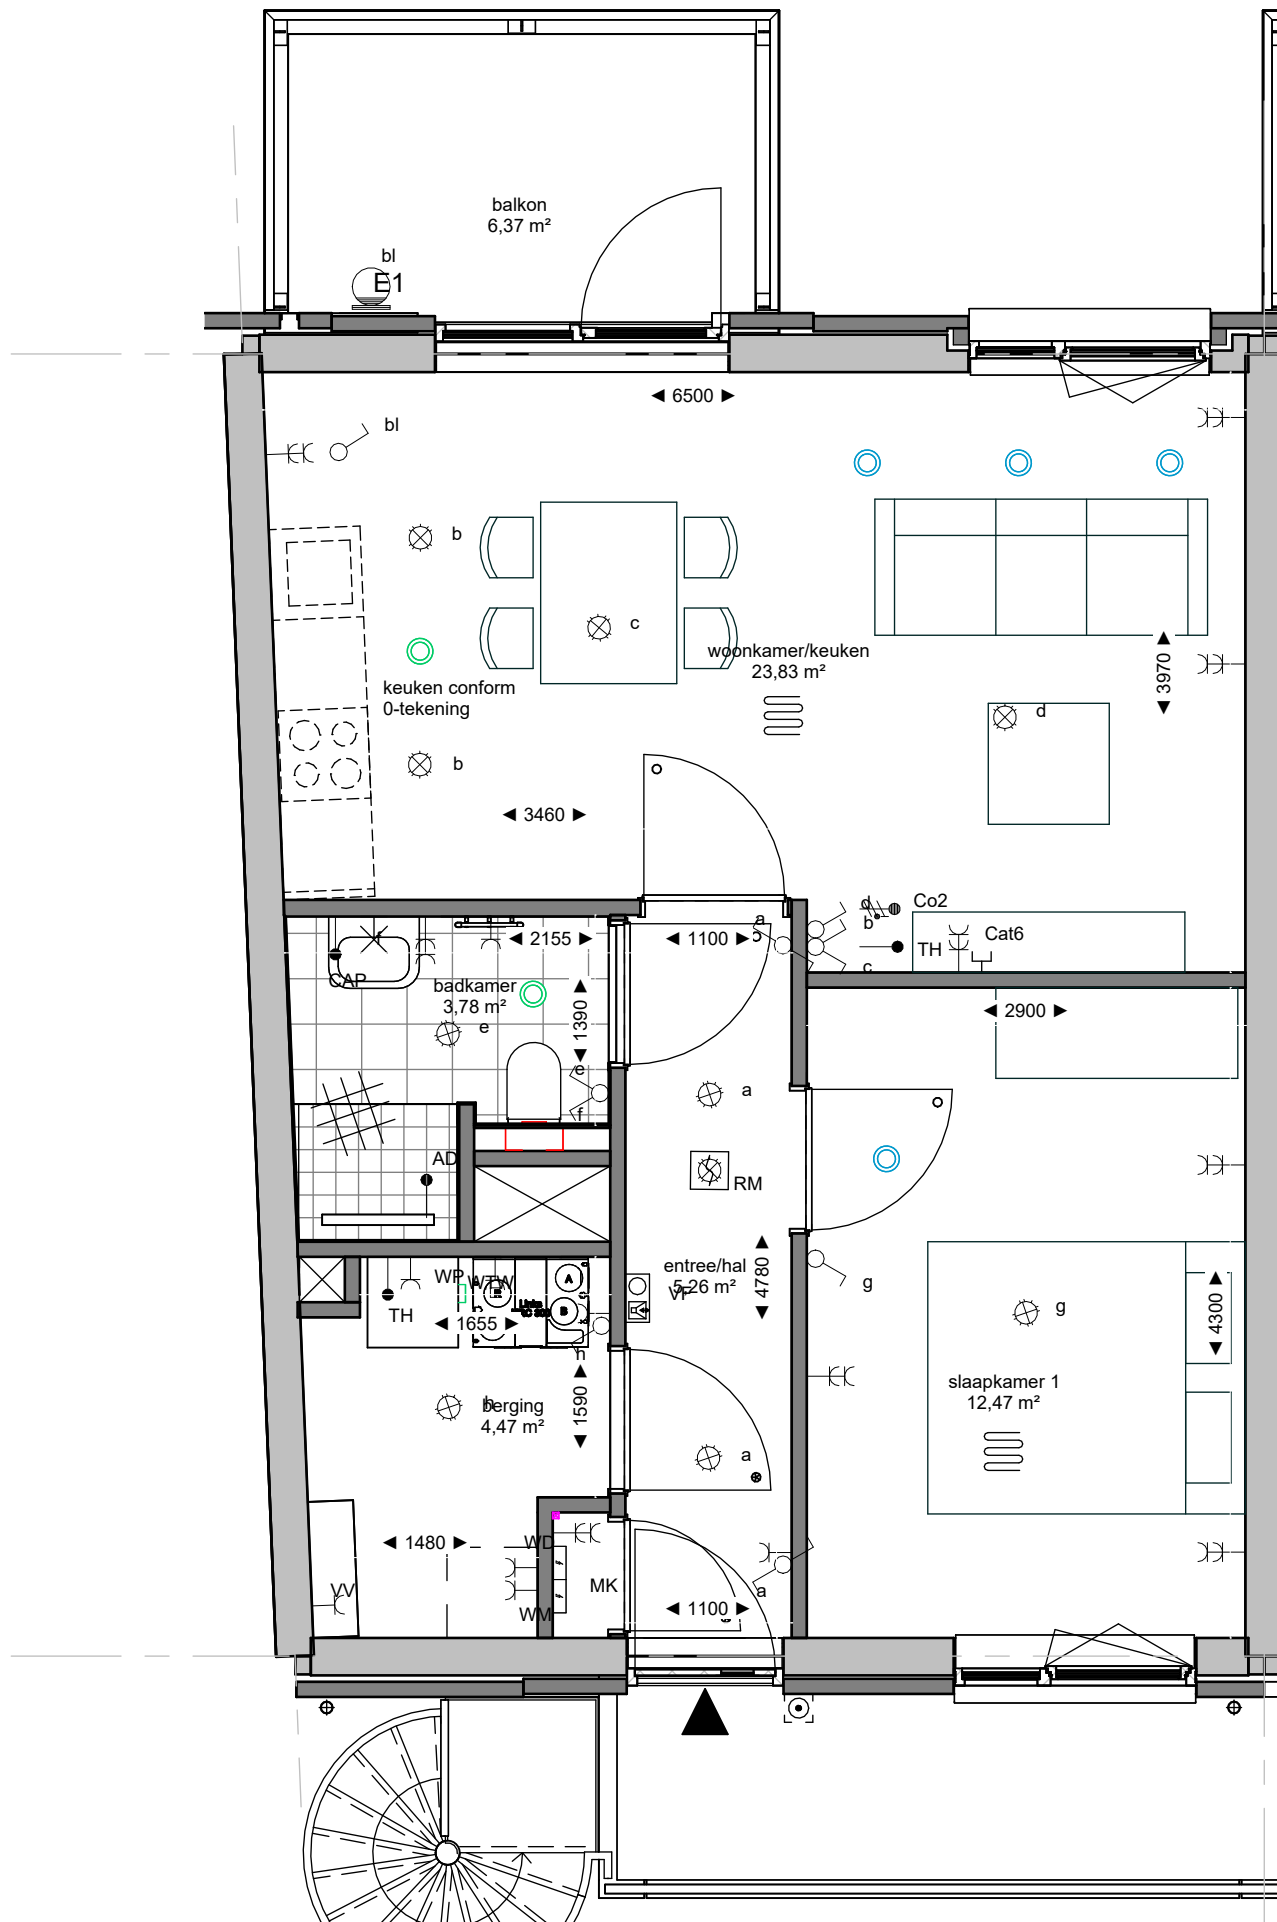 balkon
6,37 m²
bl
E1
6500
bl
b
c
woonkamer/keuken
23,83 m²
3970
keuken conform
0-tekening
d
b
3460
a
d
b
c
Co2
TH
Cat6
2155
1100
f
CAP
badkamer
3,78 m²
e
1390
2900
e
f
a
AD
RM
entree/hal
5,26 m²
4780
VF
WP
WTW
A
B
TH
1655
h
g
g
4300
slaapkamer 1
12,47 m²
h
berging
4,47 m²
1590
a
1480
WD
MK
VV
WM
a
1100